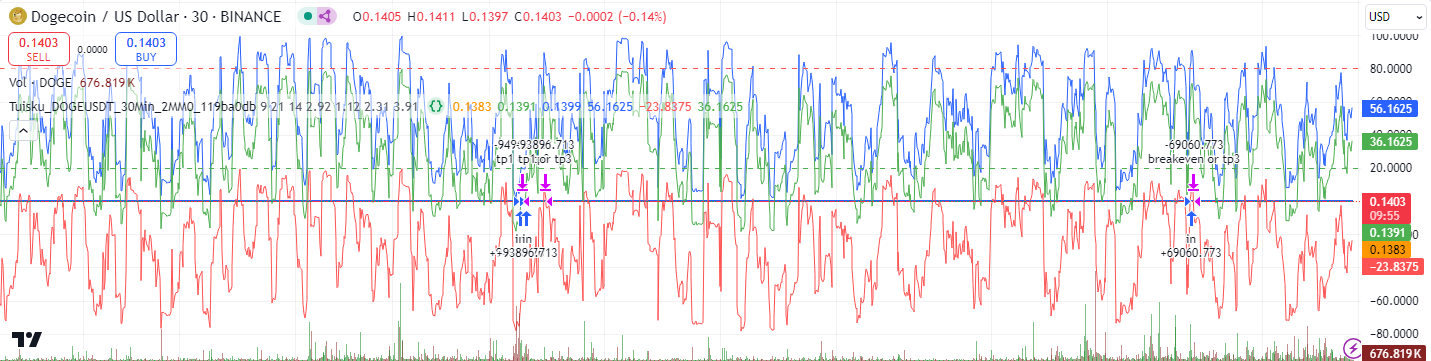 Dogecoin / US Dollar · 30 · BINANCE O0.1405 H0.1411 L0.1397 C0.1403 −0.0002 (−0.14%)
USD
0.1403 SELL
0.0000
0.1403 BUY
Vol · DOGE 676.819K
Tuisku_DOGEUSDT_30Min_2MM0_119ba0db 9 21 14 2.92 1.12 2.31 3.91 {} 0.1383 0.1391 0.1399 56.1625 −23.8375 36.1625
tp1 or tp3
in
-69060.773
breakeven or tp3
in
+69060.773
100.0000
80.0000
56.1625
40.0000
36.1625
20.0000
0.1403
09:55
0.1391
0.1383
−23.8375
−60.0000
−80.0000
676.819K